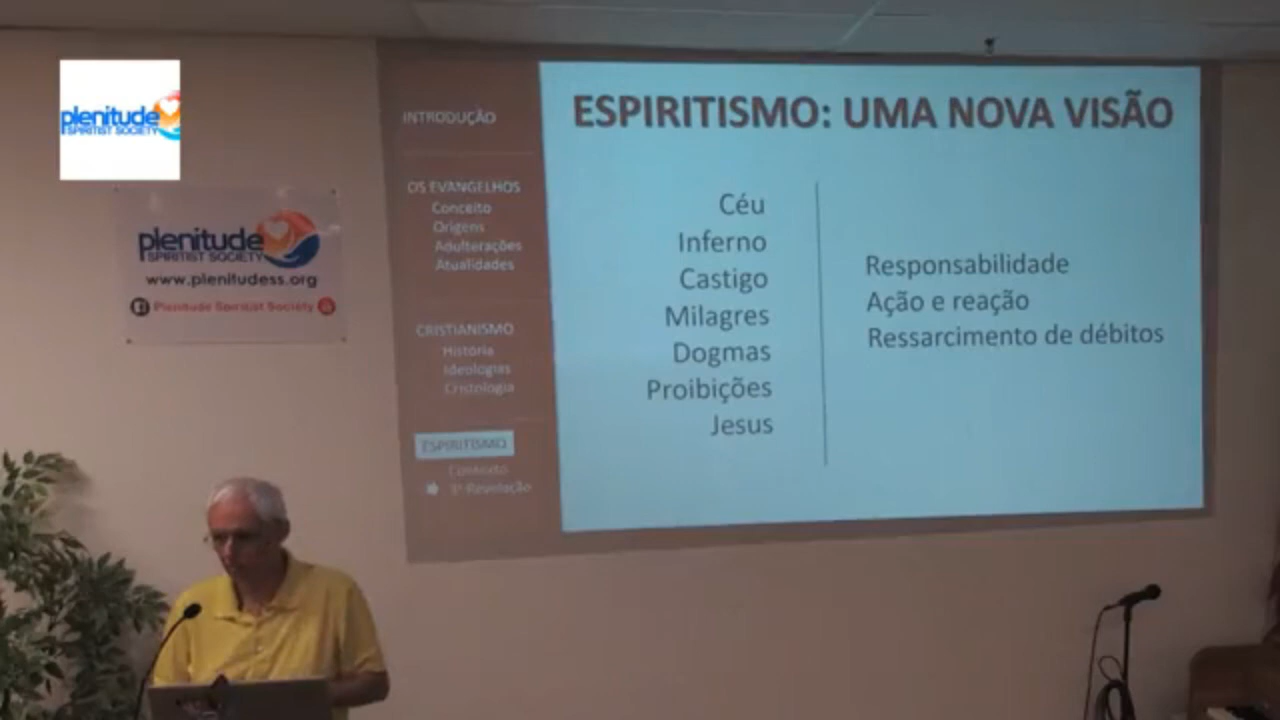 plenitude
SPIRITIST SOCIETY
plenitude
SPIRITIST SOCIETY
www.plenitudess.org
Plenitude Spiritist Society
INTRODUÇÃO
OS EVANGELHOS
Conceito
Origens
Adulterações
Atualidades
CRISTIANISMO
História
Ideologias
Cristologia
ESPIRITISMO
Contexto
3ª Revelação
ESPIRITISMO: UMA NOVA VISÃO
Céu
Inferno
Castigo
Milagres
Dogmas
Proibições
Jesus
Responsabilidade
Ação e reação
Ressarcimento de débitos